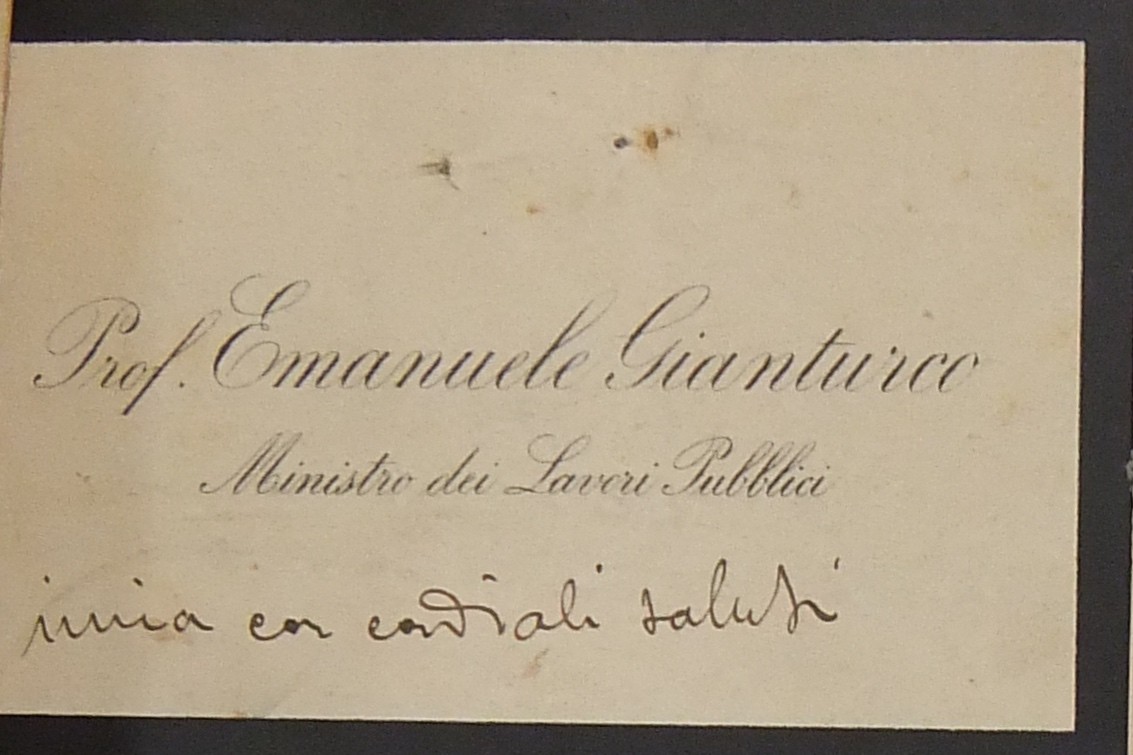 Prof. Emanuele Gianturco
Ministro dei Lavori Pubblici
invia con cordiali saluti